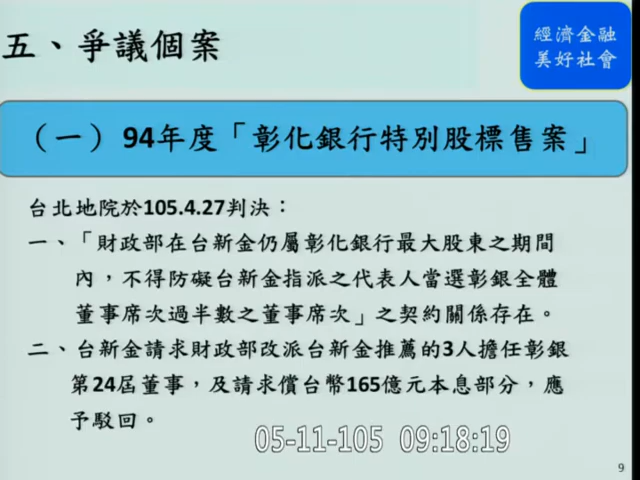 五、爭議個案
經濟金融
美好社會
（一）94年度「彰化銀行特別股標售案」
台北地院於105.4.27判決：
一、「財政部在台新金仍屬彰化銀行最大股東之期間
內，不得防礙台新金指派之代表人當選彰銀全體
董事席次過半數之董事席次」之契約關係存在。
二、台新金請求財政部改派台新金推薦的3人擔任彰銀
第24屆董事，及請求償台幣165億元本息部分，應
予駁回。
05-11-105 09:18:19
9